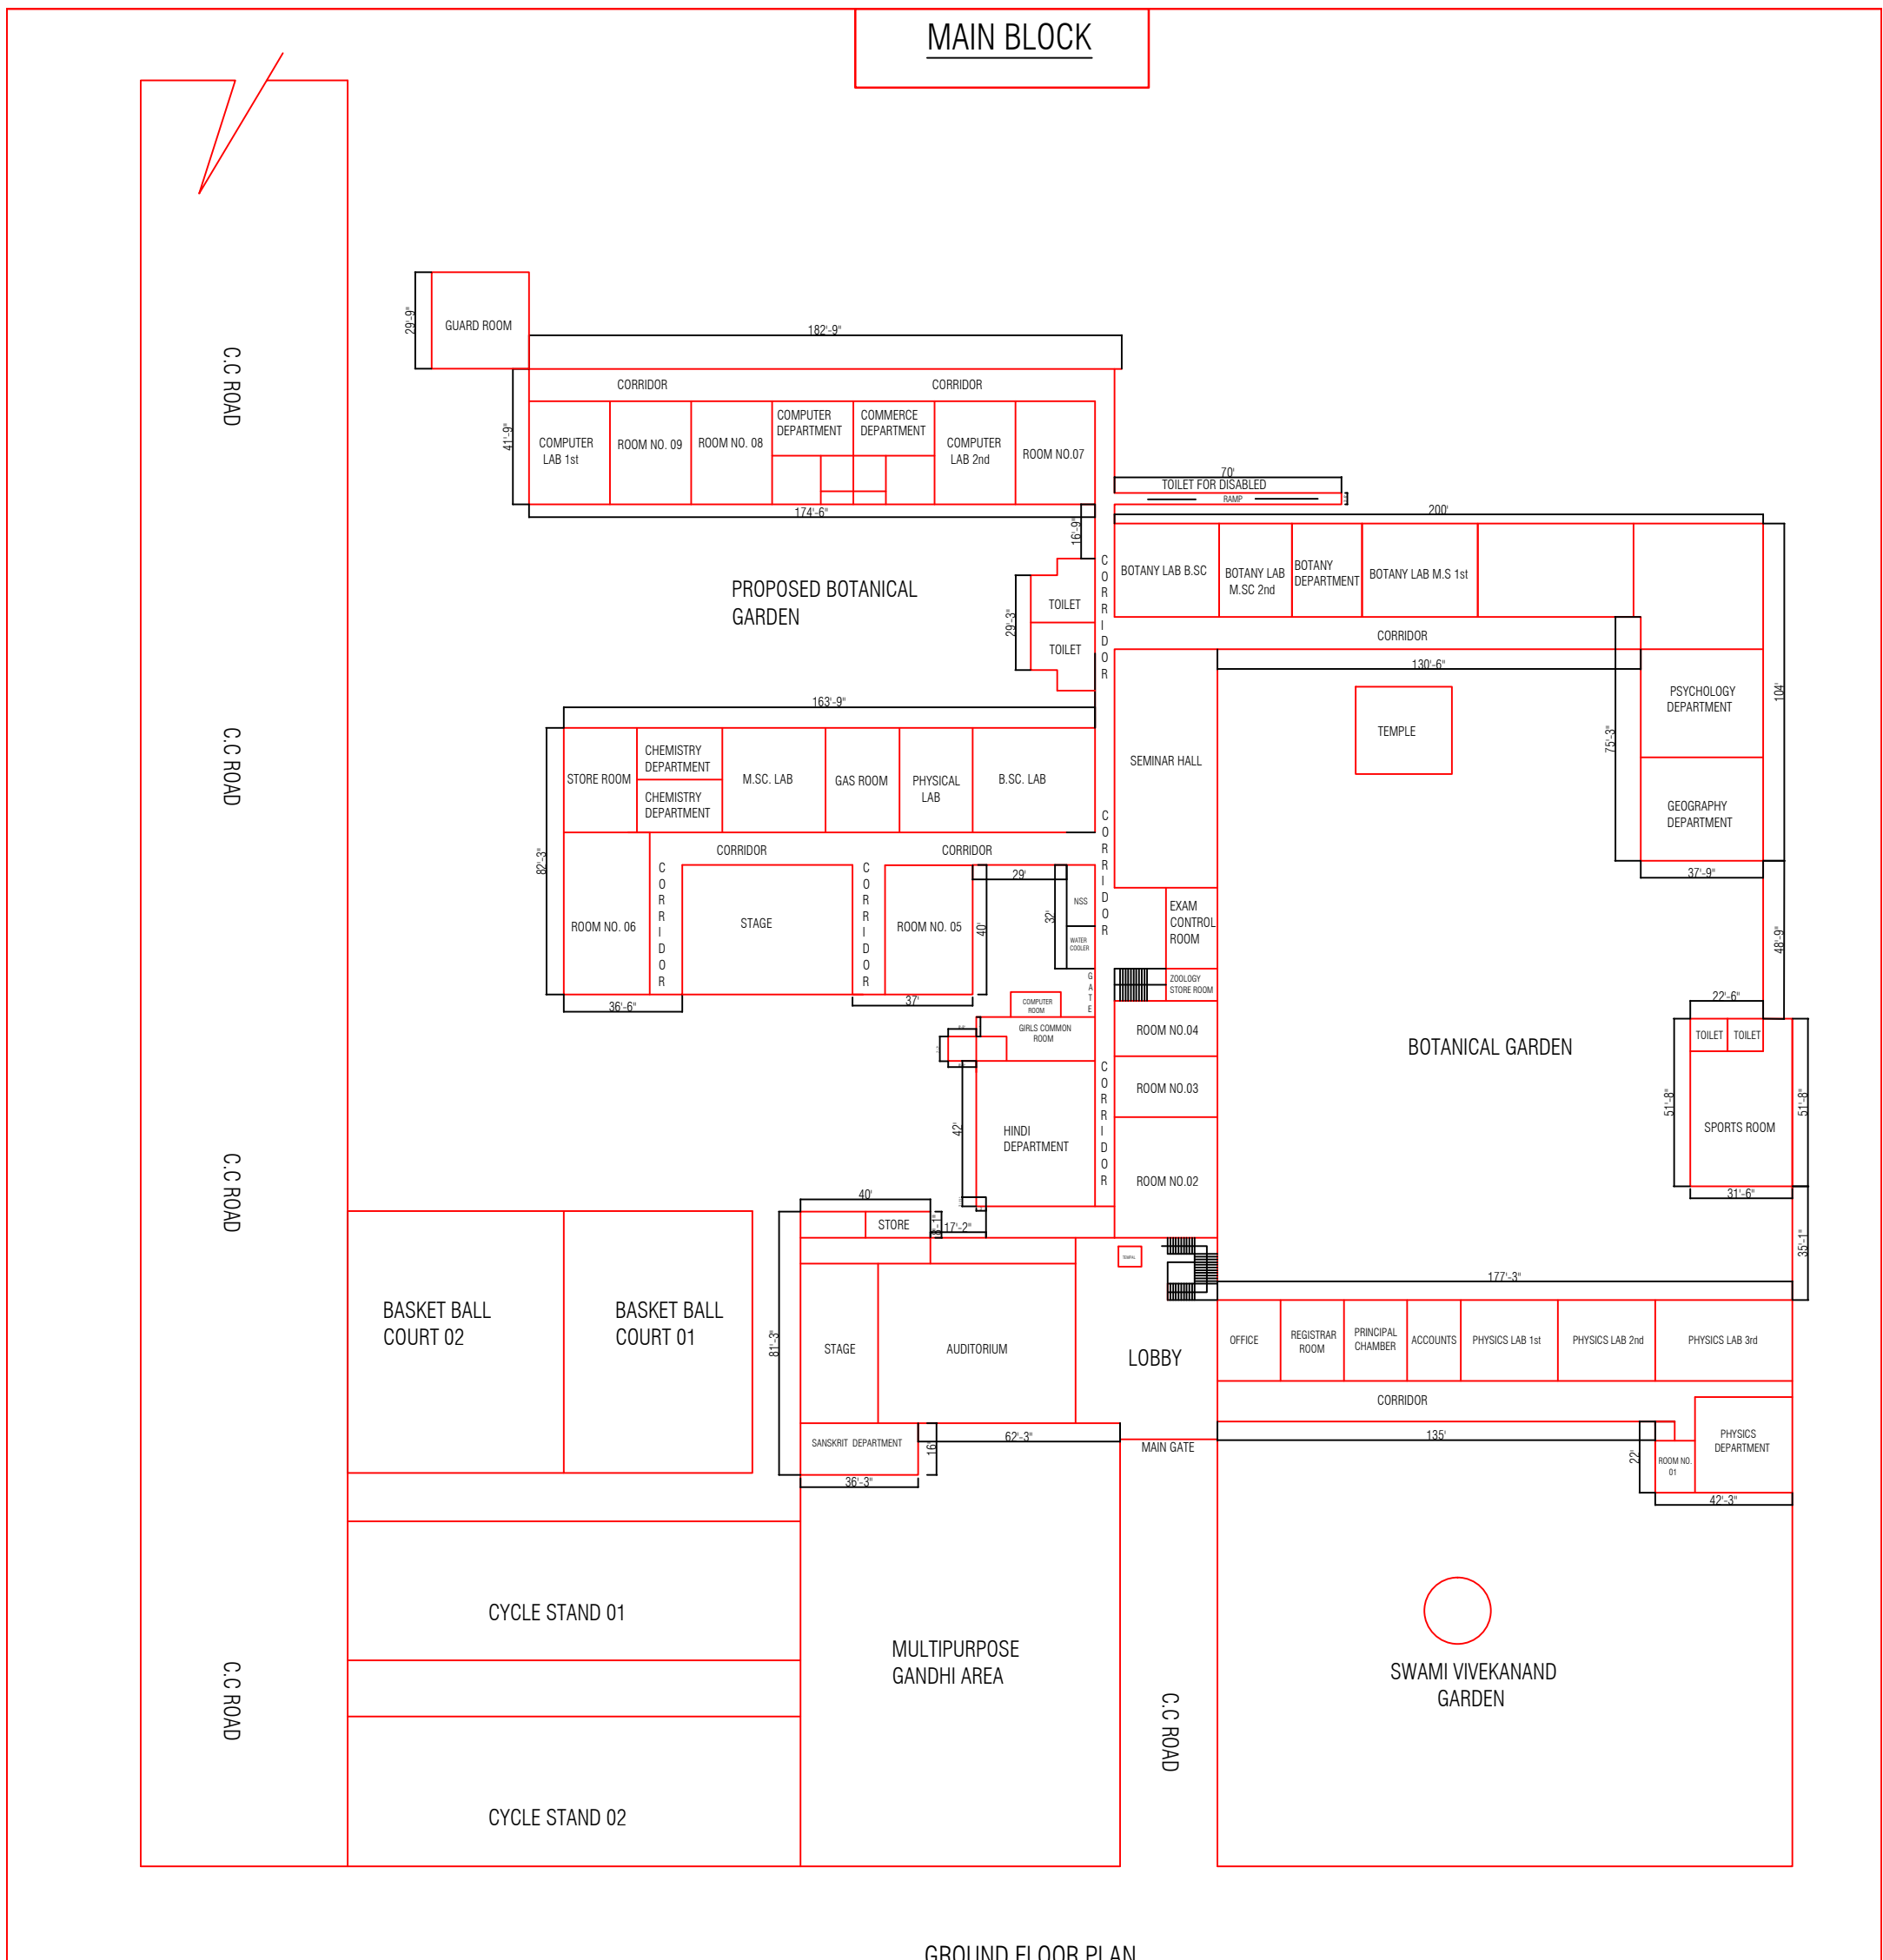 MAIN BLOCK
C.C ROAD
C.C ROAD
C.C ROAD
C.C ROAD
29'-9"
GUARD ROOM
182'-9"
CORRIDOR
CORRIDOR
41'-9"
COMPUTER
LAB 1st
ROOM NO. 09
ROOM NO. 08
COMPUTER
DEPARTMENT
COMMERCE
DEPARTMENT
COMPUTER
LAB 2nd
ROOM NO.07
174'-6"
16'-9"
70'
TOILET FOR DISABLED
RAMP
200'
PROPOSED BOTANICAL
GARDEN
29'-3"
TOILET
TOILET
CORRIDOR
BOTANY LAB B.SC
BOTANY LAB
M.SC 2nd
BOTANY
DEPARTMENT
BOTANY LAB M.S 1st
CORRIDOR
130'-6"
104'
75'-3"
PSYCHOLOGY
DEPARTMENT
GEOGRAPHY
DEPARTMENT
37'-9"
48'-9"
TEMPLE
SEMINAR HALL
163'-9"
82'-3"
STORE ROOM
CHEMISTRY
DEPARTMENT
CHEMISTRY
DEPARTMENT
M.SC. LAB
GAS ROOM
PHYSICAL
LAB
B.SC. LAB
CORRIDOR
CORRIDOR
ROOM NO. 06
CORRIDOR
STAGE
CORRIDOR
ROOM NO. 05
40'
29'
32'
NSS
WATER
COOLER
CORRIDOR
36'-6"
37'
GATE
EXAM
CONTROL
ROOM
ZOOLOGY
STORE ROOM
COMPUTER
ROOM
GIRLS COMMON
ROOM
ROOM NO.04
ROOM NO.03
ROOM NO.02
CORRIDOR
42'
HINDI
DEPARTMENT
BOTANICAL GARDEN
22'-6"
TOILET
TOILET
51'-8"
51'-8"
SPORTS ROOM
31'-6"
35'-1"
40'
STORE
8'-1"
17'-2"
BASKET BALL
COURT 02
BASKET BALL
COURT 01
81'-3"
STAGE
AUDITORIUM
LOBBY
177'-3"
OFFICE
REGISTRAR
ROOM
PRINCIPAL
CHAMBER
ACCOUNTS
PHYSICS LAB 1st
PHYSICS LAB 2nd
PHYSICS LAB 3rd
CORRIDOR
SANSKRIT DEPARTMENT
16'
62'-3"
36'-3"
MAIN GATE
135'
22'
ROOM NO.
01
PHYSICS
DEPARTMENT
42'-3"
CYCLE STAND 01
CYCLE STAND 02
MULTIPURPOSE
GANDHI AREA
C.C ROAD
SWAMI VIVEKANAND
GARDEN
GROUND FLOOR PLAN